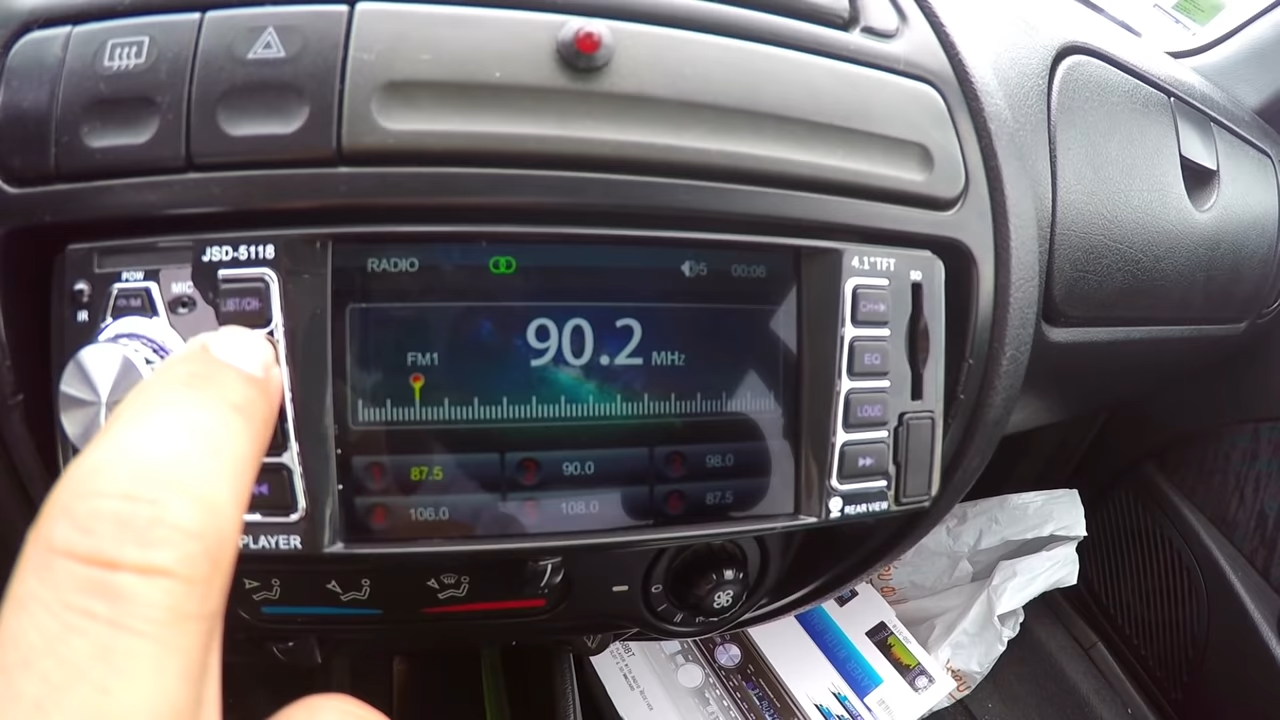 JSD-5118
4.1"TFT
POW
MIC
SD
IR
LIST/CH-
RADIO
5
00:06
90.2 MHz
FM1
87.5
90.0
98.0
106.0
108.0
87.5
EQ
LOUD
REAR VIEW
PLAYER